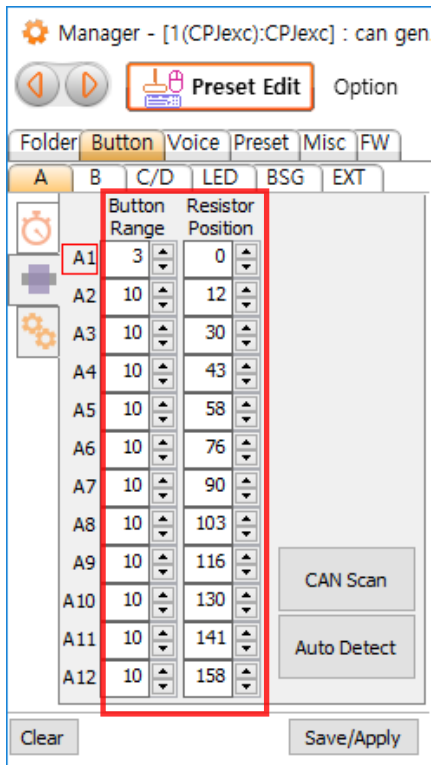 Manager - [1(CPJexc):CPJexc] : can gen
Preset Edit Option
Folder Button Voice Preset Misc FW
A B C/D LED BSG EXT
Button Resistor
Range Position
A1 3 0
A2 10 12
A3 10 30
A4 10 43
A5 10 58
A6 10 76
A7 10 90
A8 10 103
A9 10 116
A10 10 130
A11 10 141
A12 10 158
CAN Scan
Auto Detect
Clear Save/Apply